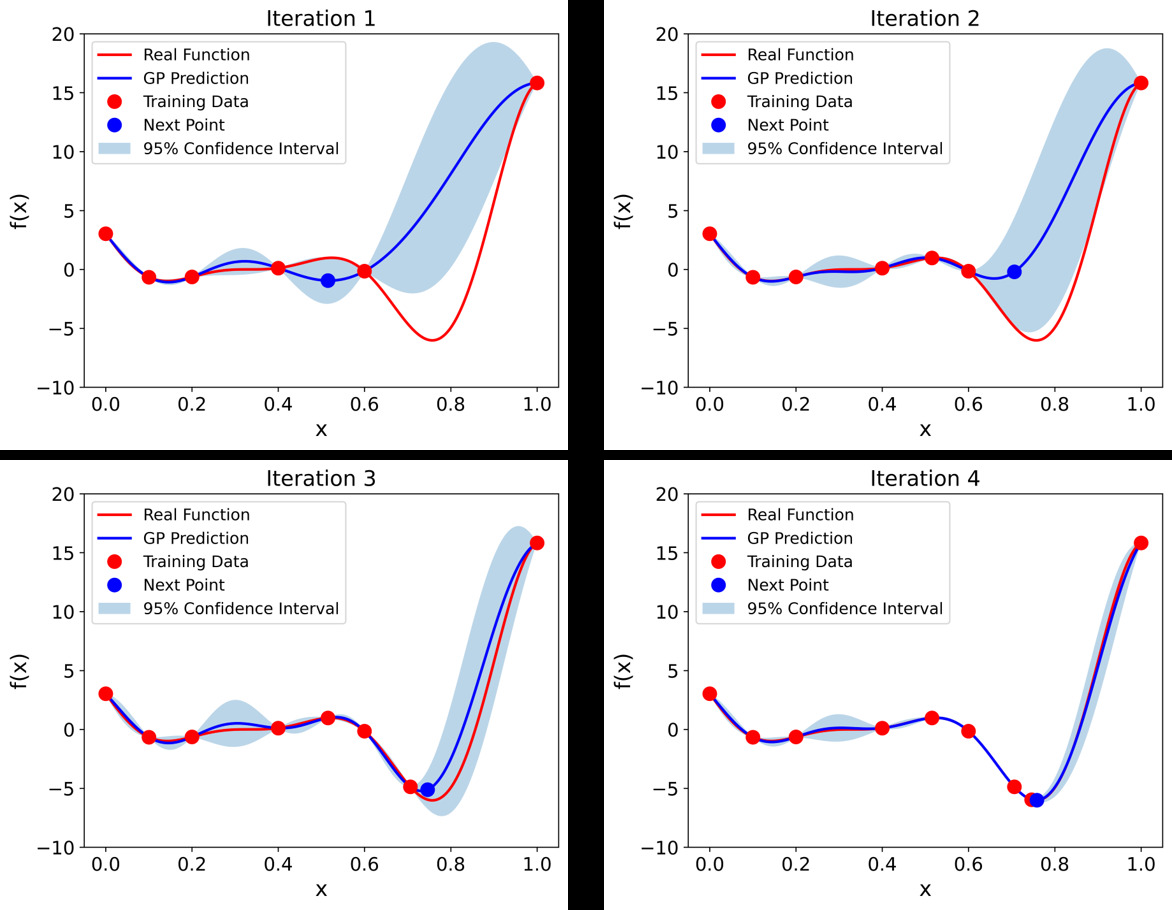 Iteration 1
20
15
10
5
0
−5
−10
f(x)
Real Function
GP Prediction
Training Data
Next Point
95% Confidence Interval
0.0 0.2 0.4 0.6 0.8 1.0
x
Iteration 2
20
15
10
5
0
−5
−10
f(x)
Real Function
GP Prediction
Training Data
Next Point
95% Confidence Interval
0.0 0.2 0.4 0.6 0.8 1.0
x
Iteration 3
20
15
10
5
0
−5
−10
f(x)
Real Function
GP Prediction
Training Data
Next Point
95% Confidence Interval
0.0 0.2 0.4 0.6 0.8 1.0
x
Iteration 4
20
15
10
5
0
−5
−10
f(x)
Real Function
GP Prediction
Training Data
Next Point
95% Confidence Interval
0.0 0.2 0.4 0.6 0.8 1.0
x